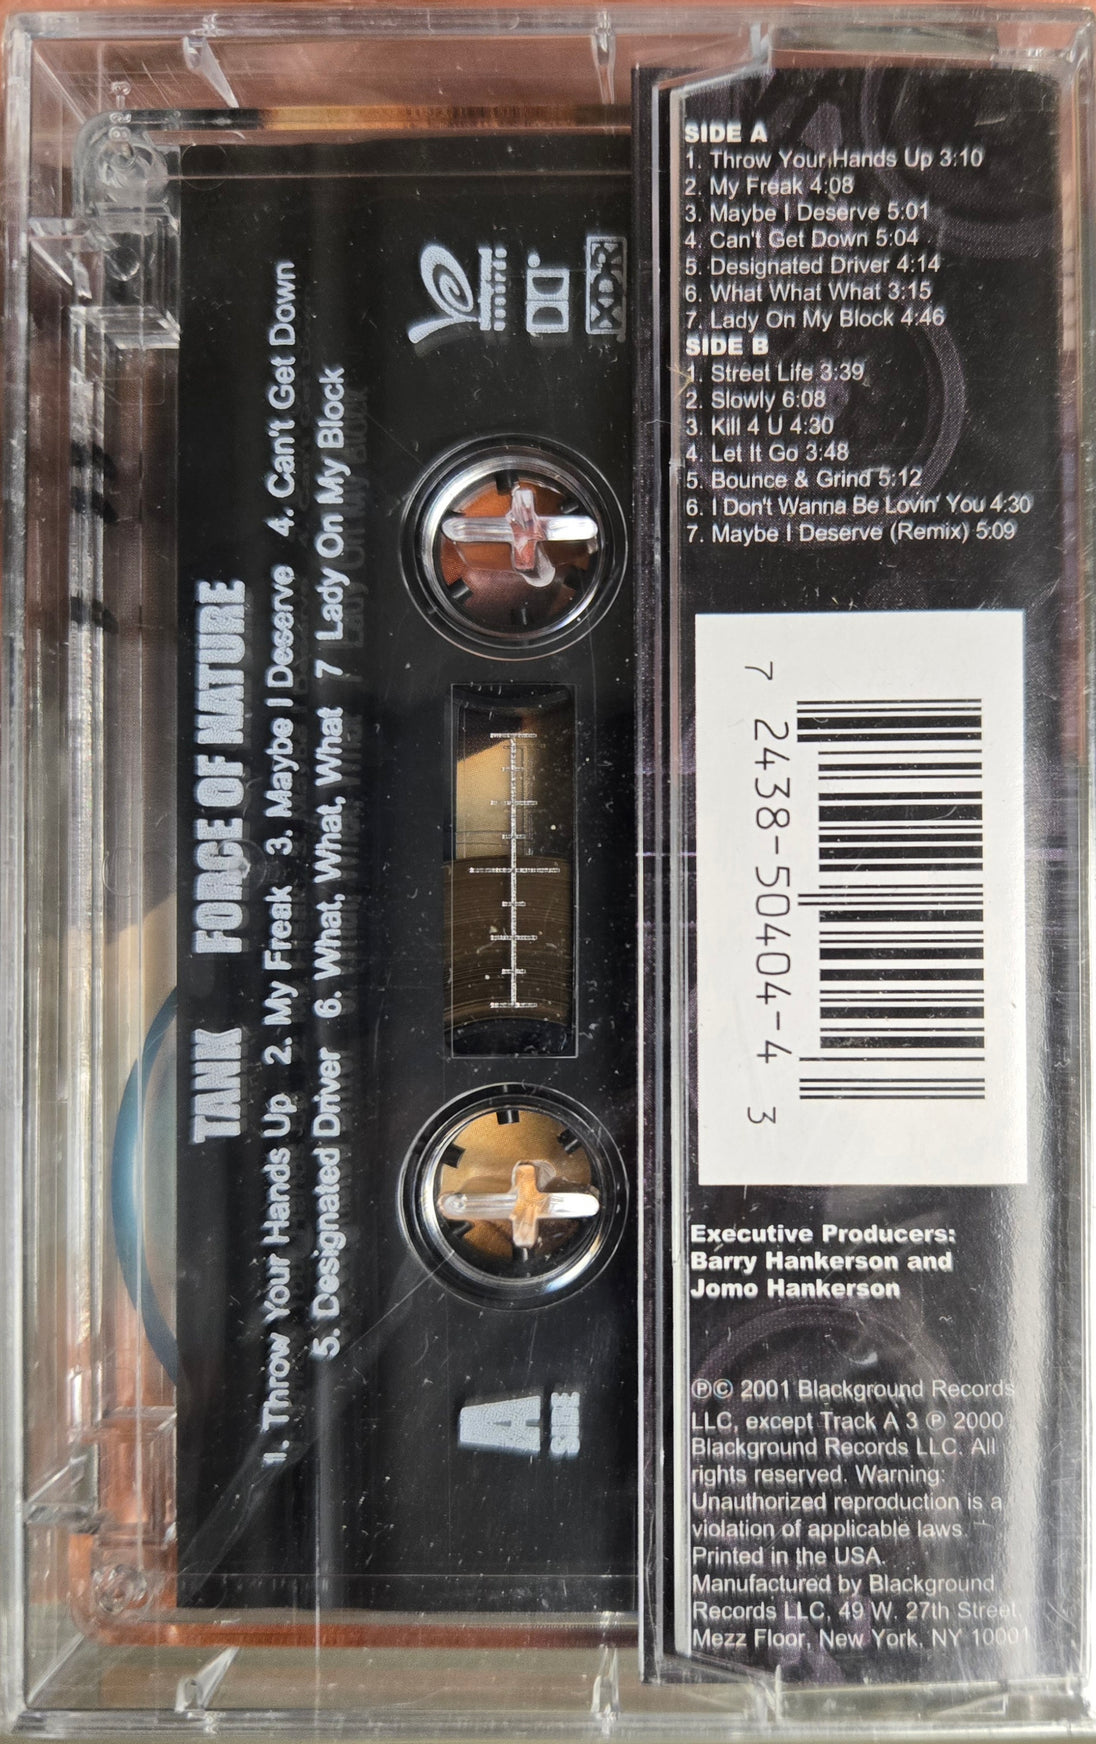 TANK FORCE OF NATURE
1. Throw Your Hands Up 2. My Freak 3. Maybe I Deserve 4. Can't Get Down
5. Designated Driver 6. What, What, What 7 Lady On My Block
A
SIDE
XDR
SIDE A
1. Throw Your Hands Up 3:10
2. My Freak 4:08
3. Maybe I Deserve 5:01
4. Can't Get Down 5:04
5. Designated Driver 4:14
6. What What What 3:15
7. Lady On My Block 4:46
SIDE B
1. Street Life 3:39
2. Slowly 6:08
3. Kill 4 U 4:30
4. Let It Go 3:48
5. Bounce & Grind 5:12
6. I Don't Wanna Be Lovin' You 4:30
7. Maybe I Deserve (Remix) 5:09
7 2438-50404-4 3
Executive Producers:
Barry Hankerson and
Jomo Hankerson
℗© 2001 Blackground Records
LLC, except Track A 3 ℗ 2000
Blackground Records LLC. All
rights reserved. Warning:
Unauthorized reproduction is a
violation of applicable laws.
Printed in the USA.
Manufactured by Blackground
Records LLC, 49 W. 27th Street,
Mezz Floor, New York, NY 10001